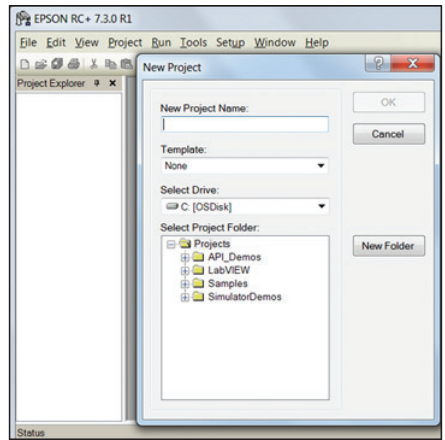 EPSON RC+ 7.3.0 R1
File Edit View Project Run Tools Setup Window Help
New Project
Project Explorer
New Project Name:
OK
Cancel
Template:
None
Select Drive:
C: [OSDisk]
Select Project Folder:
New Folder
Projects
API_Demos
LabVIEW
Samples
SimulatorDemos
Status